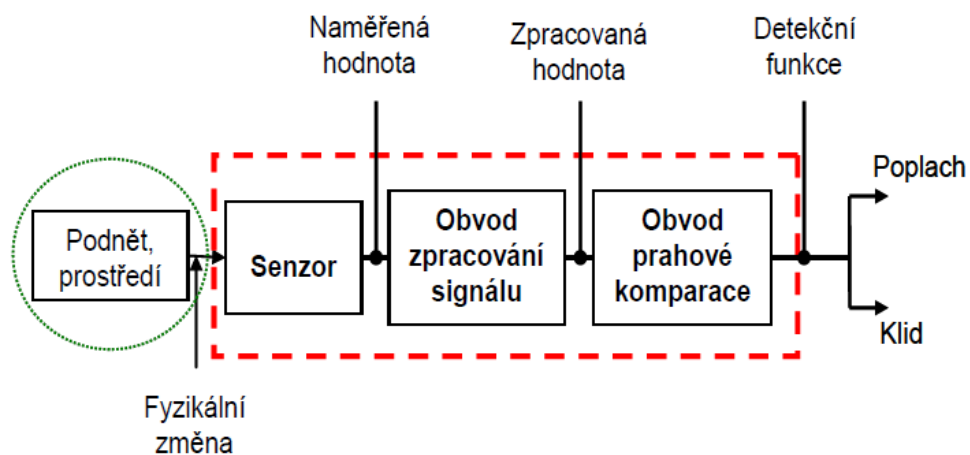 Naměřená
hodnota
Zpracovaná
hodnota
Detekční
funkce
Poplach
Podnět,
prostředí
Senzor
Obvod
zpracování
signálu
Obvod
prahové
komparace
Klid
Fyzikální
změna